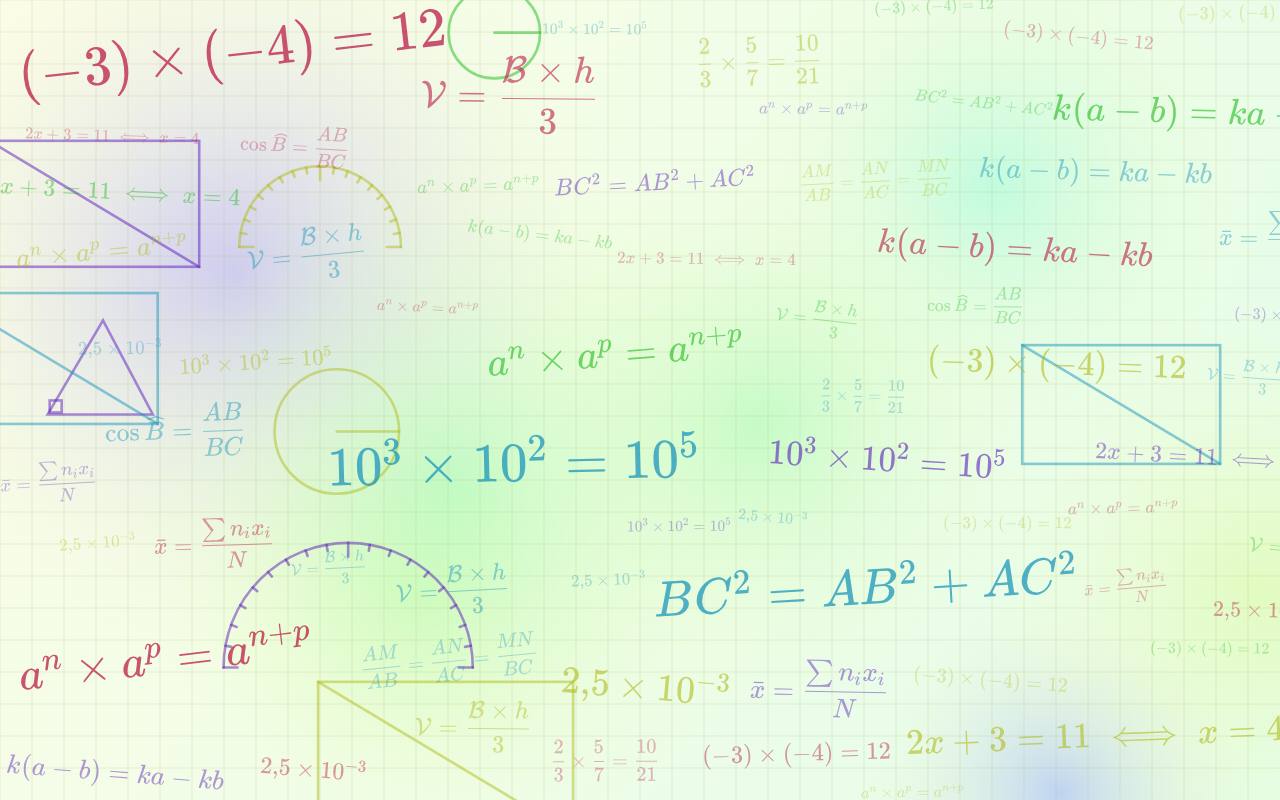 (−3) × (−4) = 12
10³ × 10² = 10⁵
(−3) × (−4) = 12
(−3) × (−4) = 12
(−3) × (−4)
𝒱 = ℬ × h / 3
2/3 × 5/7 = 10/21
aⁿ × aᵖ = aⁿ⁺ᵖ
BC² = AB² + AC²
k(a − b) = ka −
2x + 3 = 11 ⟺ x = 4
cos B̂ = AB/BC
x + 3 = 11 ⟺ x = 4
aⁿ × aᵖ = aⁿ⁺ᵖ
BC² = AB² + AC²
AM/AB = AN/AC = MN/BC
k(a − b) = ka − kb
aⁿ × aᵖ = aⁿ⁺ᵖ
𝒱 = ℬ × h / 3
k(a − b) = ka − kb
2x + 3 = 11 ⟺ x = 4
k(a − b) = ka − kb
x̄ = ∑
aⁿ × aᵖ = aⁿ⁺ᵖ
𝒱 = ℬ × h / 3
cos B̂ = AB/BC
(−3) ×
2,5 × 10⁻³
10³ × 10² = 10⁵
aⁿ × aᵖ = aⁿ⁺ᵖ
(−3) × (−4) = 12
𝒱 = ℬ × h / 3
2/3 × 5/7 = 10/21
cos B̂ = AB/BC
10³ × 10² = 10⁵
10³ × 10² = 10⁵
2x + 3 = 11 ⟺
x̄ = ∑ nᵢxᵢ / N
2,5 × 10⁻³
x̄ = ∑ nᵢxᵢ / N
10³ × 10² = 10⁵
2,5 × 10⁻³
(−3) × (−4) = 12
aⁿ × aᵖ = aⁿ⁺ᵖ
𝒱 = ℬ × h / 3
𝒱 = ℬ × h / 3
2,5 × 10⁻³
BC² = AB² + AC²
x̄ = ∑ nᵢxᵢ / N
𝒱 =
2,5 × 1
aⁿ × aᵖ = aⁿ⁺ᵖ
AM/AB = AN/AC = MN/BC
(−3) × (−4) = 12
2,5 × 10⁻³
x̄ = ∑ nᵢxᵢ / N
(−3) × (−4) = 12
𝒱 = ℬ × h / 3
k(a − b) = ka − kb
2,5 × 10⁻³
2/3 × 5/7 = 10/21
(−3) × (−4) = 12
2x + 3 = 11 ⟺ x = 4
aⁿ × aᵖ = aⁿ⁺ᵖ